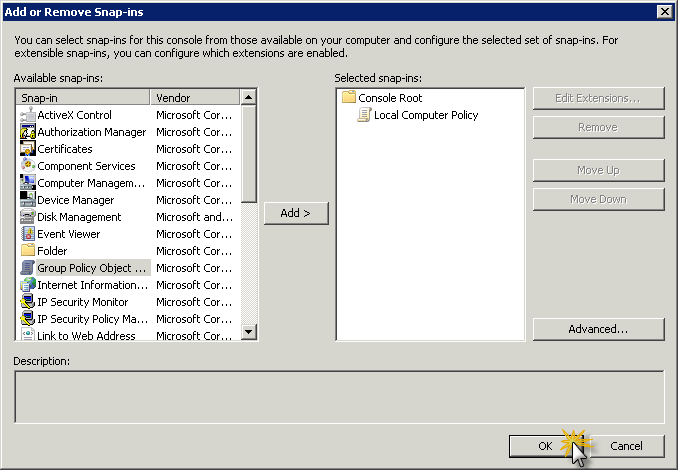 Add or Remove Snap-ins
You can select snap-ins for this console from those available on your computer and configure the selected set of snap-ins. For
extensible snap-ins, you can configure which extensions are enabled.
Available snap-ins:
Snap-in Vendor
ActiveX Control Microsoft Cor...
Authorization Manager Microsoft Cor...
Certificates Microsoft Cor...
Component Services Microsoft Cor...
Computer Managem... Microsoft Cor...
Device Manager Microsoft Cor...
Disk Management Microsoft and...
Event Viewer Microsoft Cor...
Folder Microsoft Cor...
Group Policy Object ... Microsoft Cor...
Internet Information... Microsoft Cor...
IP Security Monitor Microsoft Cor...
IP Security Policy Ma... Microsoft Cor...
Link to Web Address Microsoft Cor...
Add >
Selected snap-ins:
Console Root
Local Computer Policy
Edit Extensions...
Remove
Move Up
Move Down
Advanced...
Description:
OK
Cancel